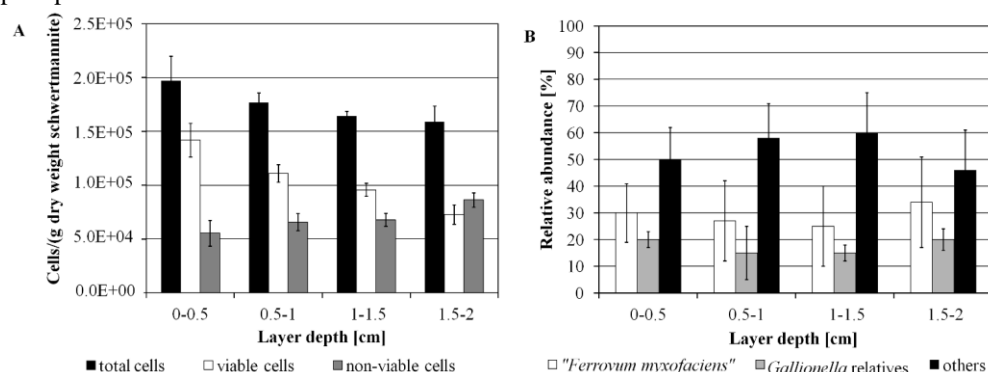 A
Cells/(g dry weight schwertmannite)
2.5E+05
2.0E+05
1.5E+05
1.0E+05
5.0E+04
0.0E+00
0-0.5 0.5-1 1-1.5 1.5-2
Layer depth [cm]
total cells viable cells non-viable cells
B
Relative abundance [%]
100
90
80
70
60
50
40
30
20
10
0
0-0.5 0.5-1 1-1.5 1.5-2
Layer depth [cm]
"Ferrovum myxofaciens" Gallionella relatives others